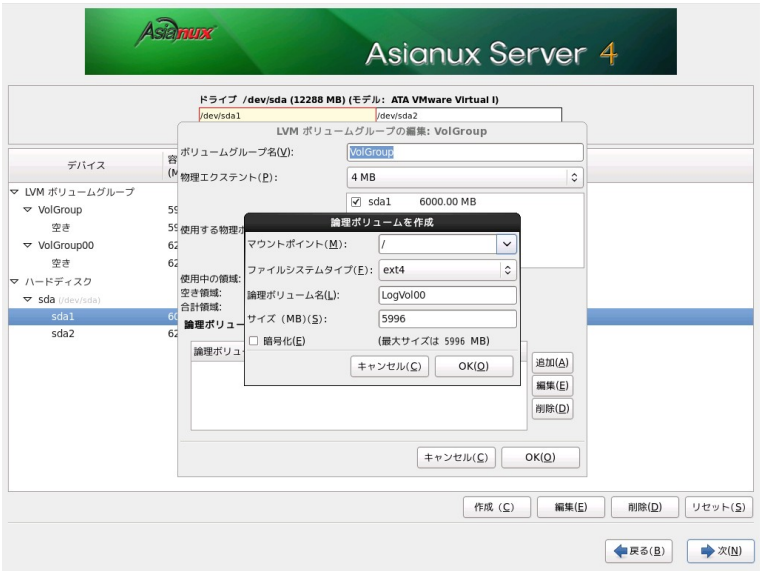 Asianux
Asianux Server 4
ドライブ /dev/sda (12288 MB) (モデル: ATA VMware Virtual I)
/dev/sda1 /dev/sda2
LVM ボリュームグループの編集: VolGroup
ボリュームグループ名(V): VolGroup
物理エクステント(P): 4 MB
デバイス
容
(M
LVM ボリュームグループ
VolGroup 59
空き 59
VolGroup00 62
空き 62
ハードディスク
sda (/dev/sda)
sda1 60
sda2 62
sda1 6000.00 MB
使用する物理ボ
使用中の領域:
空き領域:
合計領域:
論理ボリュー
論理ボリュー
論理ボリュームを作成
マウントポイント(M): /
ファイルシステムタイプ(F): ext4
論理ボリューム名(L): LogVol00
サイズ (MB)(S): 5996
暗号化(E) (最大サイズは 5996 MB)
キャンセル(C) OK(O)
追加(A)
編集(E)
削除(D)
キャンセル(C) OK(O)
作成 (C) 編集(E) 削除(D) リセット(S)
戻る(B) 次(N)